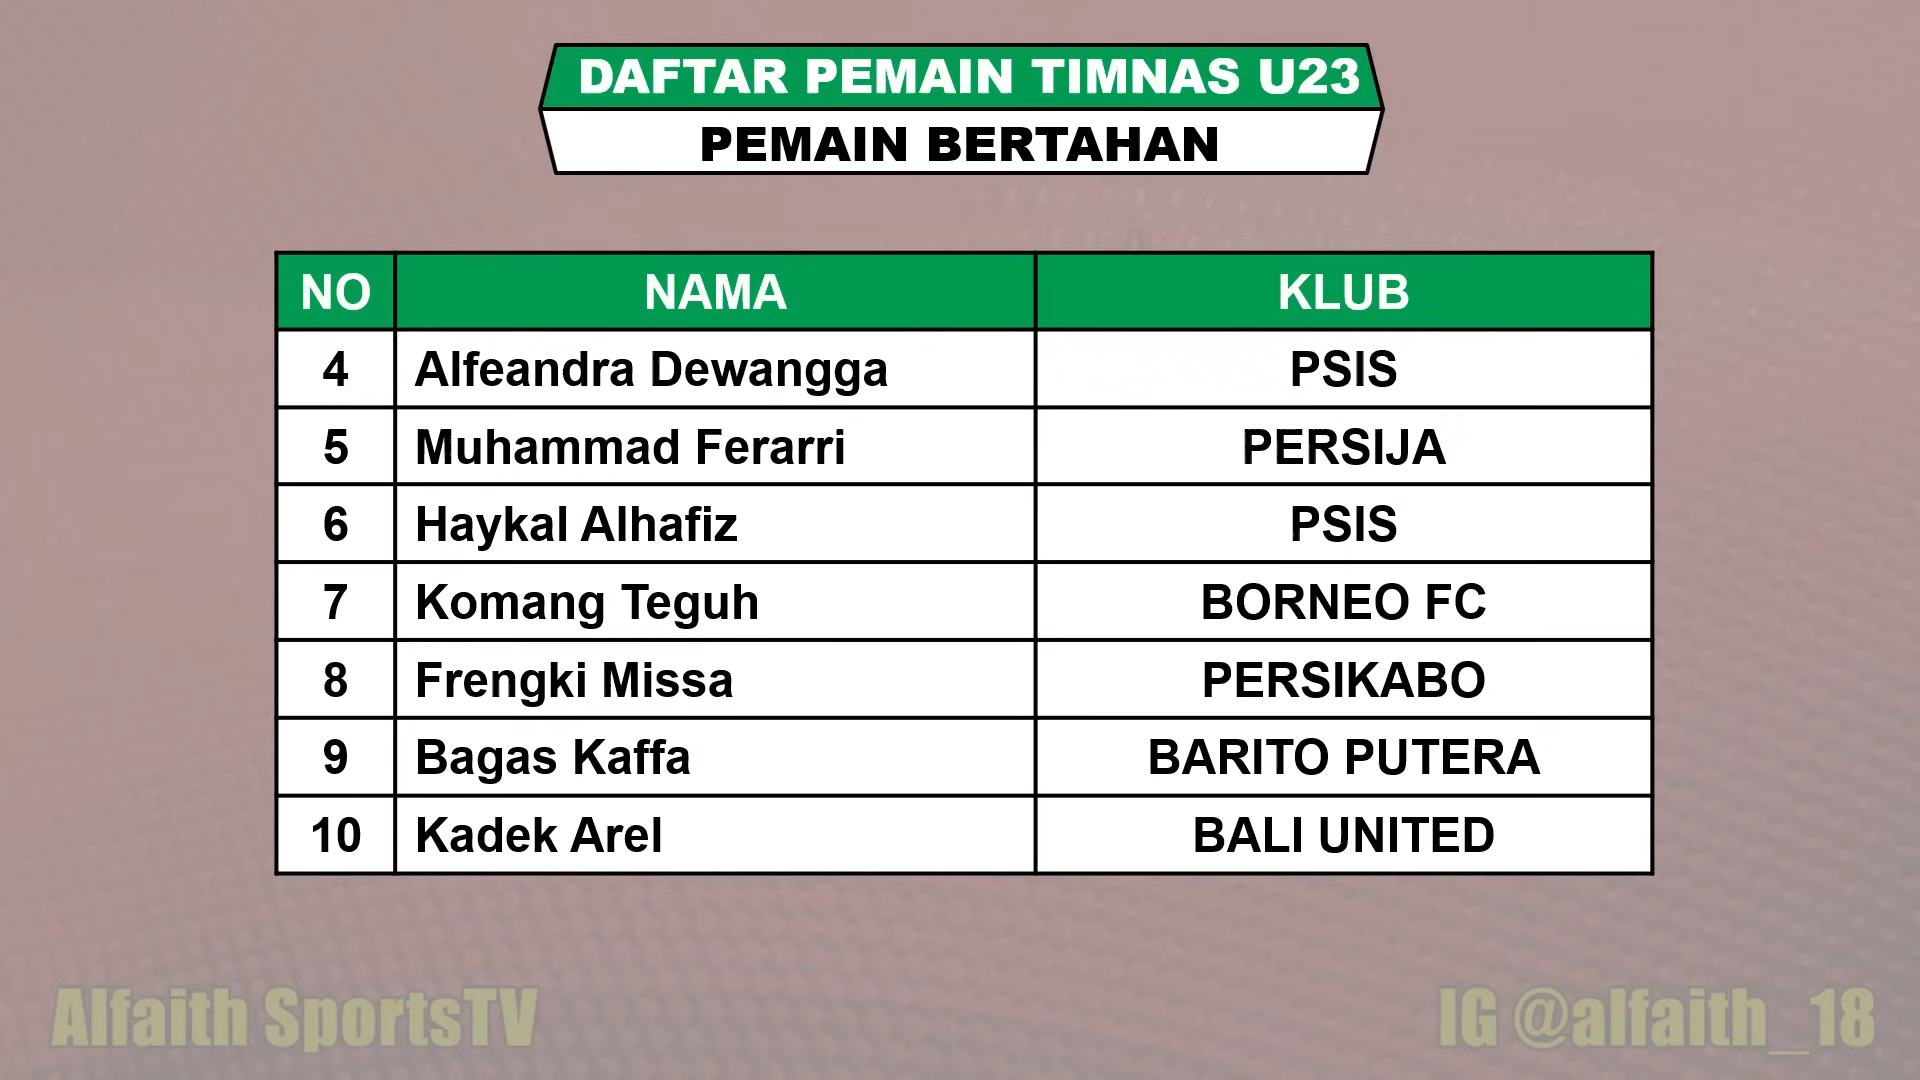 DAFTAR PEMAIN TIMNAS U23
PEMAIN BERTAHAN
NO NAMA KLUB
4 Alfeandra Dewangga PSIS
5 Muhammad Ferarri PERSIJA
6 Haykal Alhafiz PSIS
7 Komang Teguh BORNEO FC
8 Frengki Missa PERSIKABO
9 Bagas Kaffa BARITO PUTERA
10 Kadek Arel BALI UNITED
Alfaith SportsTV IG @alfaith_18